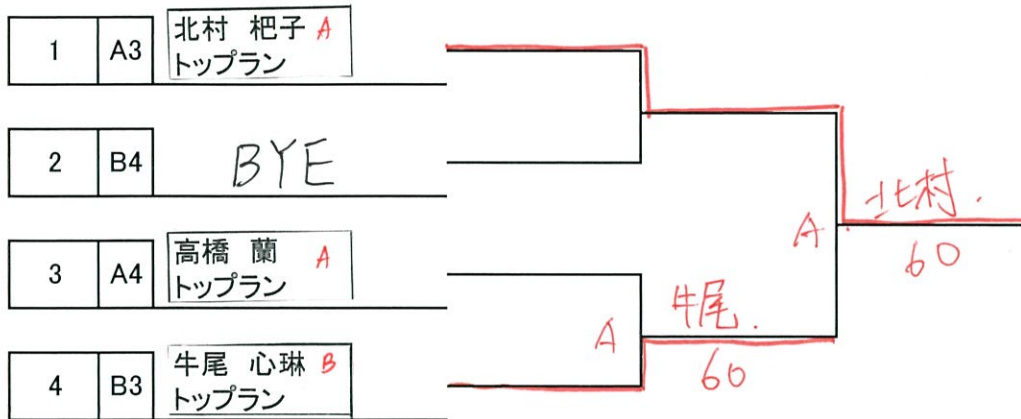 1 A3 北村 杷子 A
トップラン
2 B4 BYE
3 A4 高橋 蘭 A
トップラン
4 B3 牛尾 心琳 B
トップラン
A 牛尾.
60
A 北村.
60